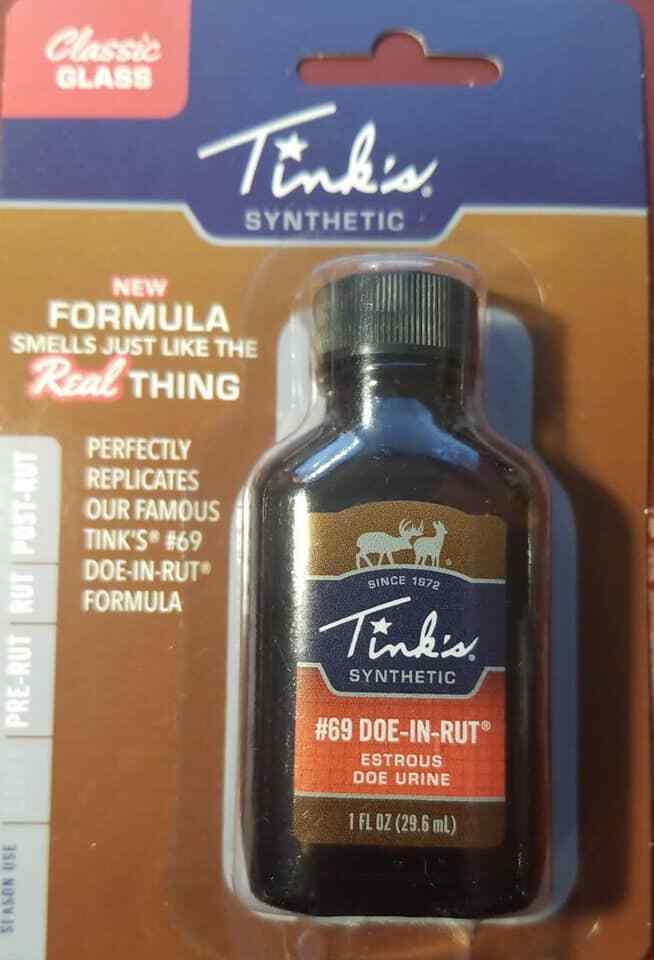 Classic
GLASS
Tink's®
SYNTHETIC
NEW
FORMULA
SMELLS JUST LIKE THE
Real THING
PERFECTLY
REPLICATES
OUR FAMOUS
TINK'S® #69
DOE-IN-RUT®
FORMULA
POST-RUT
RUT
PRE-RUT
SEASON USE
SINCE 1972
Tink's®
SYNTHETIC
#69 DOE-IN-RUT®
ESTROUS
DOE URINE
1 FL OZ (29.6 mL)